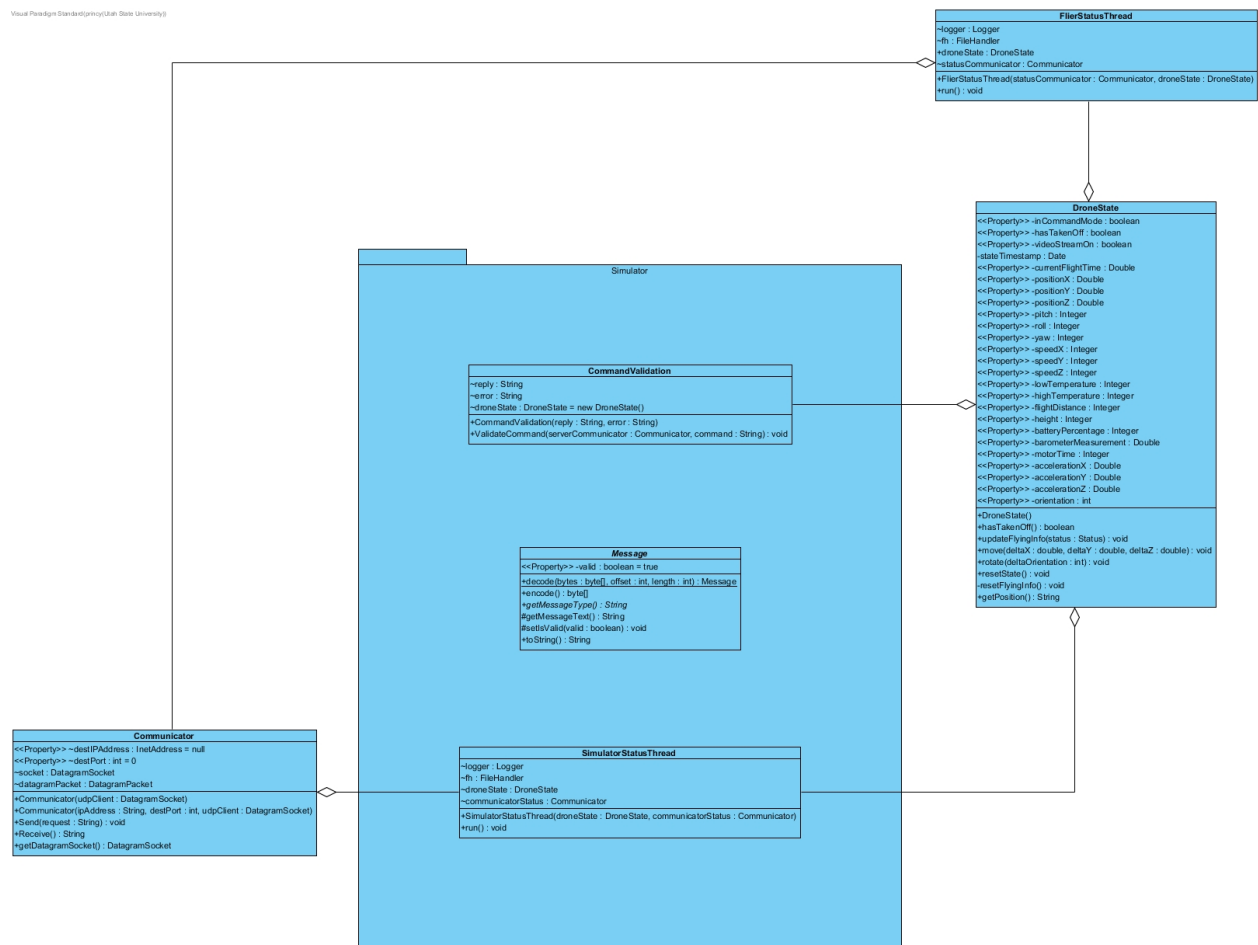 Visual Paradigm Standard(princy(Utah State University))
FlierStatusThread
~logger : Logger
~fh : FileHandler
+droneState : DroneState
~statusCommunicator : Communicator
+FlierStatusThread(statusCommunicator : Communicator, droneState : DroneState)
+run() : void
DroneState
<<Property>> -inCommandMode : boolean
<<Property>> -hasTakenOff : boolean
<<Property>> -videoStreamOn : boolean
-stateTimestamp : Date
<<Property>> -currentFlightTime : Double
<<Property>> -positionX : Double
<<Property>> -positionY : Double
<<Property>> -positionZ : Double
<<Property>> -pitch : Integer
<<Property>> -roll : Integer
<<Property>> -yaw : Integer
<<Property>> -speedX : Integer
<<Property>> -speedY : Integer
<<Property>> -speedZ : Integer
<<Property>> -lowTemperature : Integer
<<Property>> -highTemperature : Integer
<<Property>> -flightDistance : Integer
<<Property>> -height : Integer
<<Property>> -batteryPercentage : Integer
<<Property>> -barometerMeasurement : Double
<<Property>> -motorTime : Integer
<<Property>> -accelerationX : Double
<<Property>> -accelerationY : Double
<<Property>> -accelerationZ : Double
<<Property>> -orientation : int
+DroneState()
+hasTakenOff() : boolean
+updateFlyingInfo(status : Status) : void
+move(deltaX : double, deltaY : double, deltaZ : double) : void
+rotate(deltaOrientation : int) : void
+resetState() : void
-resetFlyingInfo() : void
+getPosition() : String
Simulator
CommandValidation
~reply : String
~error : String
~droneState : DroneState = new DroneState()
+CommandValidation(reply : String, error : String)
+ValidateCommand(serverCommunicator : Communicator, command : String) : void
Message
<<Property>> -valid : boolean = true
+decode(bytes : byte[], offset : int, length : int) : Message
+encode() : byte[]
+getMessageType() : String
#getMessageText() : String
#setIsValid(valid : boolean) : void
+toString() : String
Communicator
<<Property>> ~destIPAddress : InetAddress = null
<<Property>> ~destPort : int = 0
~socket : DatagramSocket
~datagramPacket : DatagramPacket
+Communicator(udpClient : DatagramSocket)
+Communicator(ipAddress : String, destPort : int, udpClient : DatagramSocket)
+Send(request : String) : void
+Receive() : String
+getDatagramSocket() : DatagramSocket
SimulatorStatusThread
~logger : Logger
~fh : FileHandler
~droneState : DroneState
~communicatorStatus : Communicator
+SimulatorStatusThread(droneState : DroneState, communicatorStatus : Communicator)
+run() : void